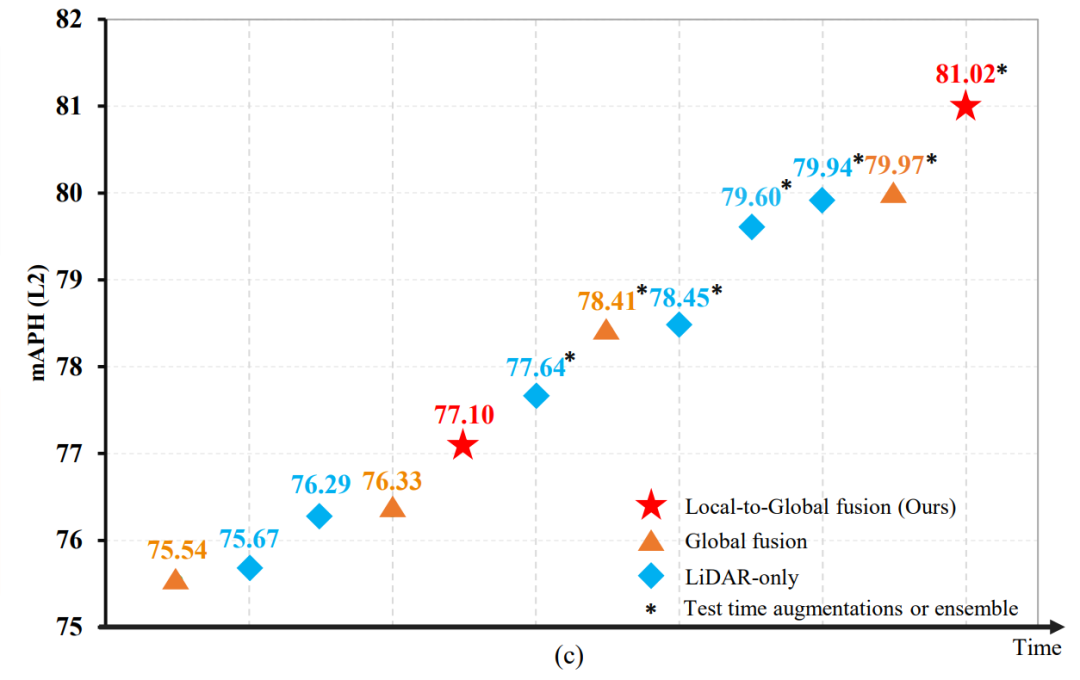 82
81.02*
81
79.94* 79.97*
79.60*
80
79
78.41* 78.45*
mAPH (L2)
78
77.64*
77.10
77
76.29 76.33
Local-to-Global fusion (Ours)
75.54 75.67
76
Global fusion
LiDAR-only
* Test time augmentations or ensemble
75
Time
(c)